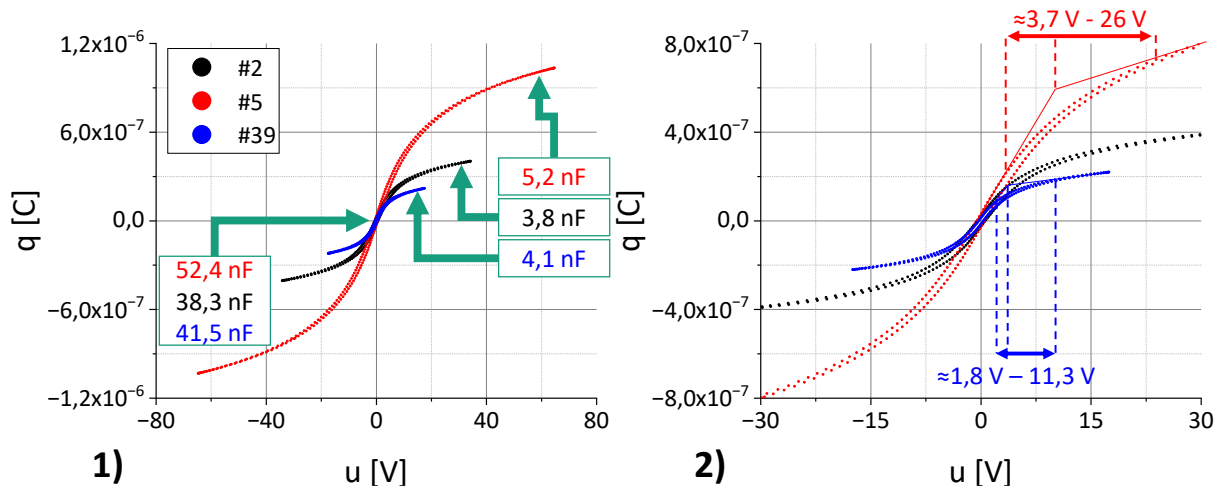 1,2x10⁻⁶
6,0x10⁻⁷
0,0
−6,0x10⁻⁷
−1,2x10⁻⁶
q [C]
#2
#5
#39
52,4 nF
38,3 nF
41,5 nF
5,2 nF
3,8 nF
4,1 nF
−80
−40
0
40
80
u [V]
1)
≈3,7 V - 26 V
8,0x10⁻⁷
4,0x10⁻⁷
0,0
−4,0x10⁻⁷
−8,0x10⁻⁷
q [C]
≈1,8 V – 11,3 V
−30
−15
0
15
30
u [V]
2)